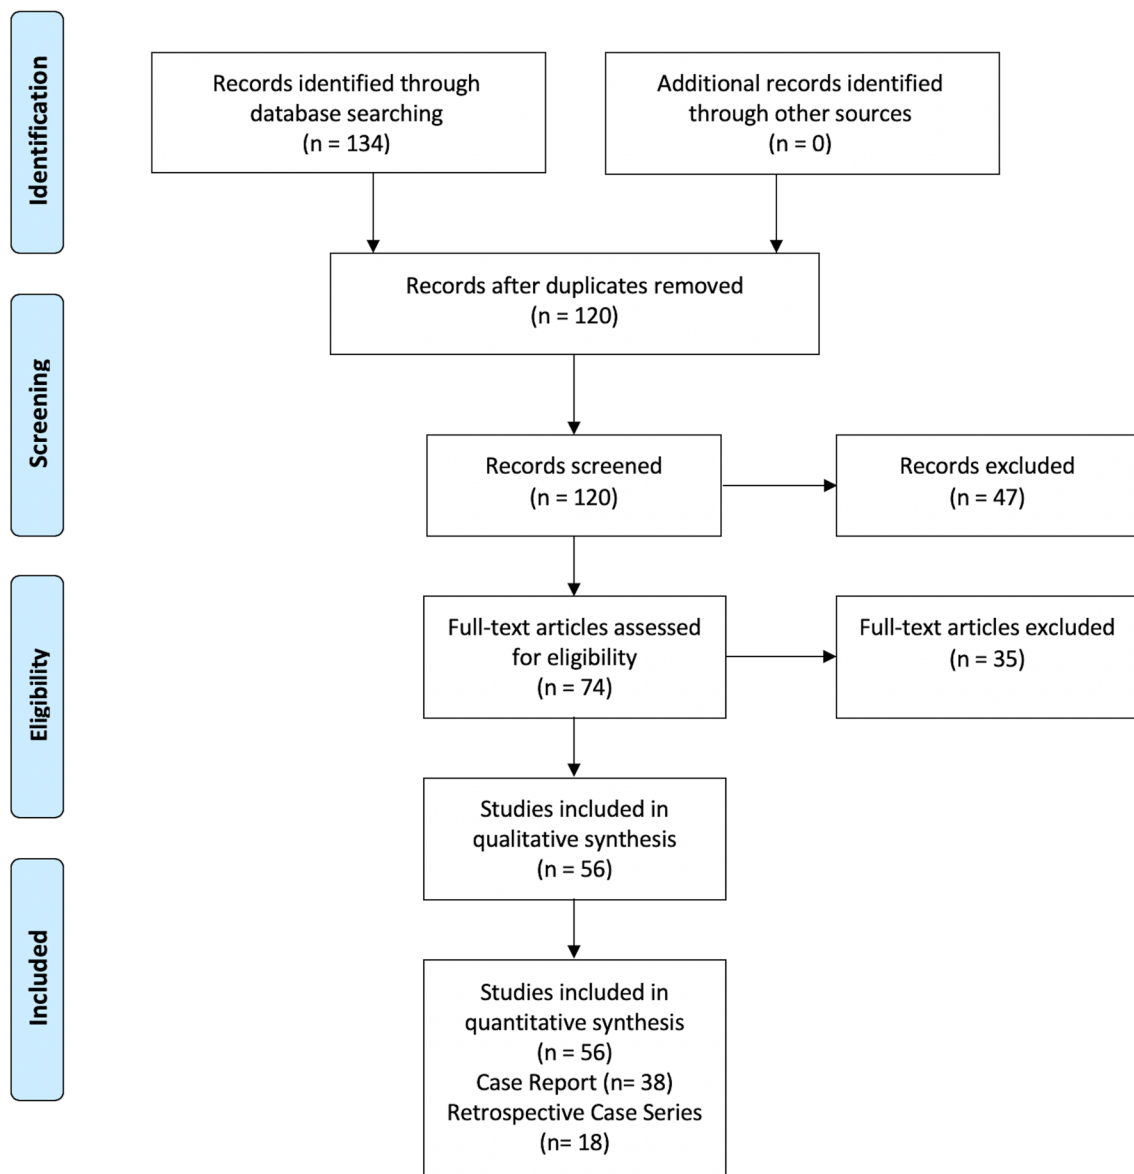 Identification
Records identified through
database searching
(n = 134)
Additional records identified
through other sources
(n = 0)
Records after duplicates removed
(n = 120)
Screening
Records screened
(n = 120)
Records excluded
(n = 47)
Eligibility
Full-text articles assessed
for eligibility
(n = 74)
Full-text articles excluded
(n = 35)
Studies included in
qualitative synthesis
(n = 56)
Included
Studies included in
quantitative synthesis
(n = 56)
Case Report (n= 38)
Retrospective Case Series
(n= 18)